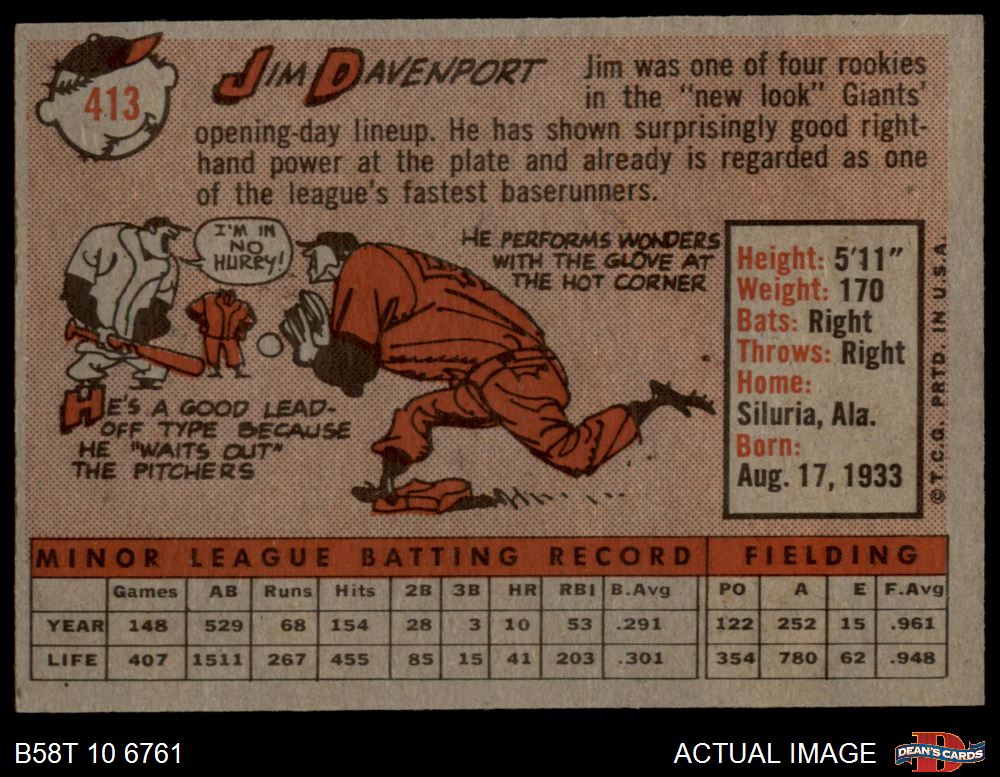 413
JIM DAVENPORT
Jim was one of four rookies
in the "new look" Giants'
opening-day lineup. He has shown surprisingly good right-
hand power at the plate and already is regarded as one
of the league's fastest baserunners.
I'M IN
NO
HURRY!
HE PERFORMS WONDERS
WITH THE GLOVE AT
THE HOT CORNER
HE'S A GOOD LEAD-
OFF TYPE BECAUSE
HE "WAITS OUT"
THE PITCHERS
Height: 5'11"
Weight: 170
Bats: Right
Throws: Right
Home:
Siluria, Ala.
Born:
Aug. 17, 1933
© T.C.G. PRTD. IN U.S.A.
MINOR LEAGUE BATTING RECORD FIELDING
Games AB Runs Hits 2B 3B HR RBI B.Avg PO A E F.Avg
YEAR 148 529 68 154 28 3 10 53 .291 122 252 15 .961
LIFE 407 1511 267 455 85 15 41 203 .301 354 780 62 .948
B58T 10 6761 ACTUAL IMAGE DEAN'S CARDS